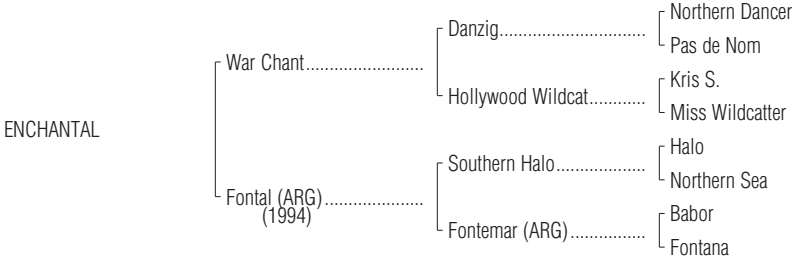 Northern Dancer
Danzig..............................
Pas de Nom
War Chant........................
Kris S.
Hollywood Wildcat............
Miss Wildcatter
ENCHANTAL
Halo
Southern Halo...................
Northern Sea
Fontal (ARG)....................
(1994)
Babor
Fontemar (ARG)................
Fontana